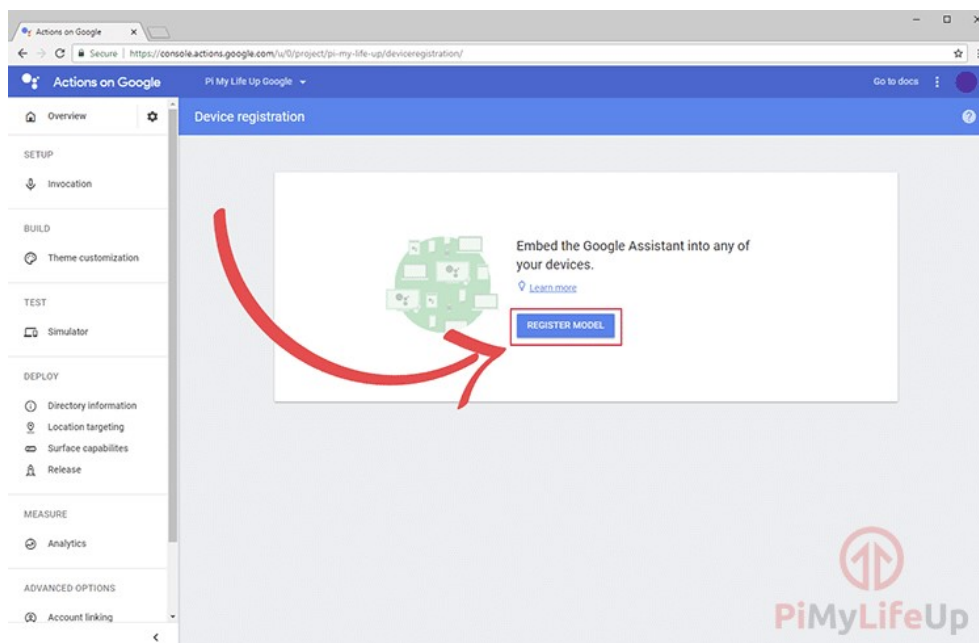 Actions on Google
Secure | https://console.actions.google.com/u/0/project/pi-my-life-up/deviceregistration/
Actions on Google
Pi My Life Up Google
Go to docs
Overview
Device registration
SETUP
Invocation
BUILD
Theme customization
TEST
Simulator
DEPLOY
Directory information
Location targeting
Surface capabilites
Release
MEASURE
Analytics
ADVANCED OPTIONS
Account linking
Embed the Google Assistant into any of
your devices.
Learn more
REGISTER MODEL
PiMyLifeUp